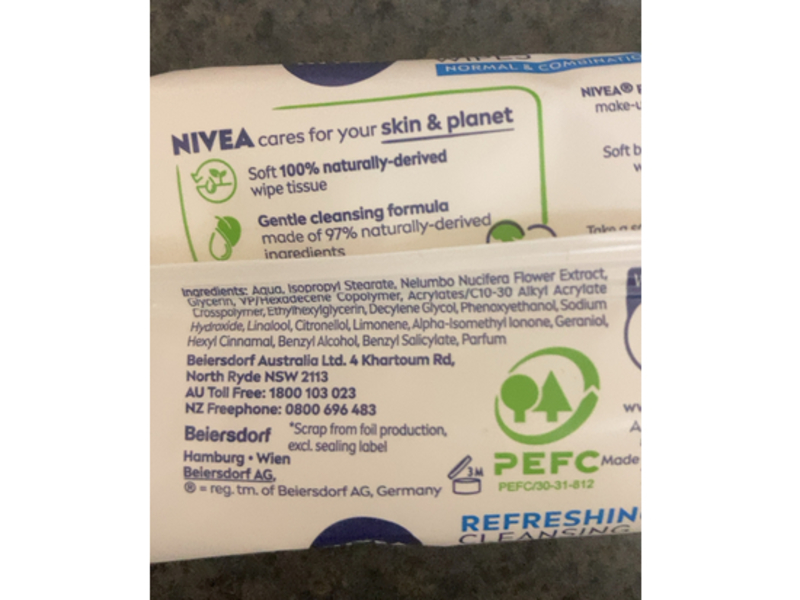 WIPES
NORMAL & COMBINATIO
NIVEA cares for your skin & planet
Soft 100% naturally-derived
wipe tissue
Gentle cleansing formula
made of 97% naturally-derived
ingredients
NIVEA®
make-u
Soft b
Take a
Ingredients: Aqua, Isopropyl Stearate, Nelumbo Nucifera Flower Extract,
Glycerin, VP/Hexadecene Copolymer, Acrylates/C10-30 Alkyl Acrylate
Crosspolymer, Ethylhexylglycerin, Decylene Glycol, Phenoxyethanol, Sodium
Hydroxide, Linalool, Citronellol, Limonene, Alpha-Isomethyl Ionone, Geraniol,
Hexyl Cinnamal, Benzyl Alcohol, Benzyl Salicylate, Parfum
Beiersdorf Australia Ltd. 4 Khartoum Rd,
North Ryde NSW 2113
AU Toll Free: 1800 103 023
NZ Freephone: 0800 696 483
Beiersdorf
*Scrap from foil production,
excl. sealing label
Hamburg • Wien
Beiersdorf AG,
® = reg. tm. of Beiersdorf AG, Germany
3M
PEFC
PEFC/30-31-812
Made
REFRESHIN
CLEANSING
NIVEA